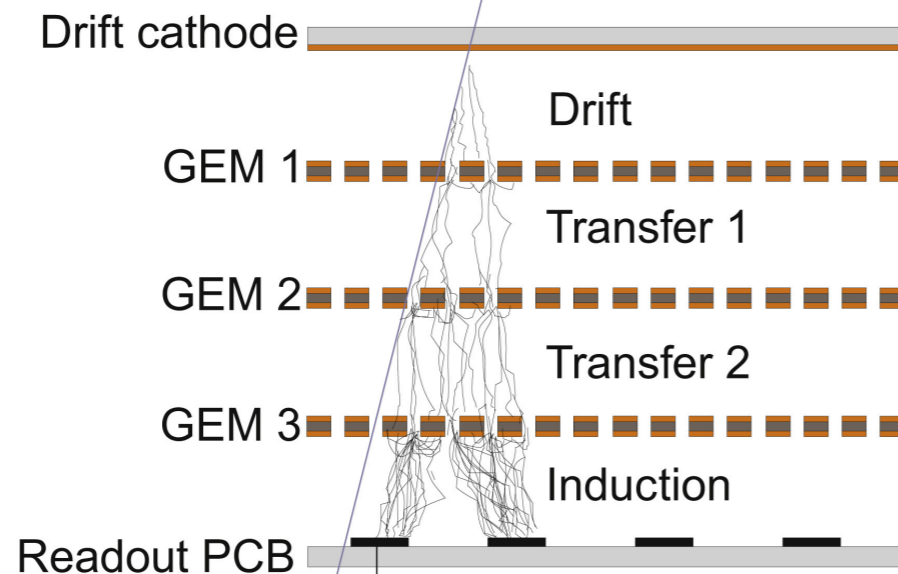 Drift cathode
Drift
GEM 1
Transfer 1
GEM 2
Transfer 2
GEM 3
Induction
Readout PCB